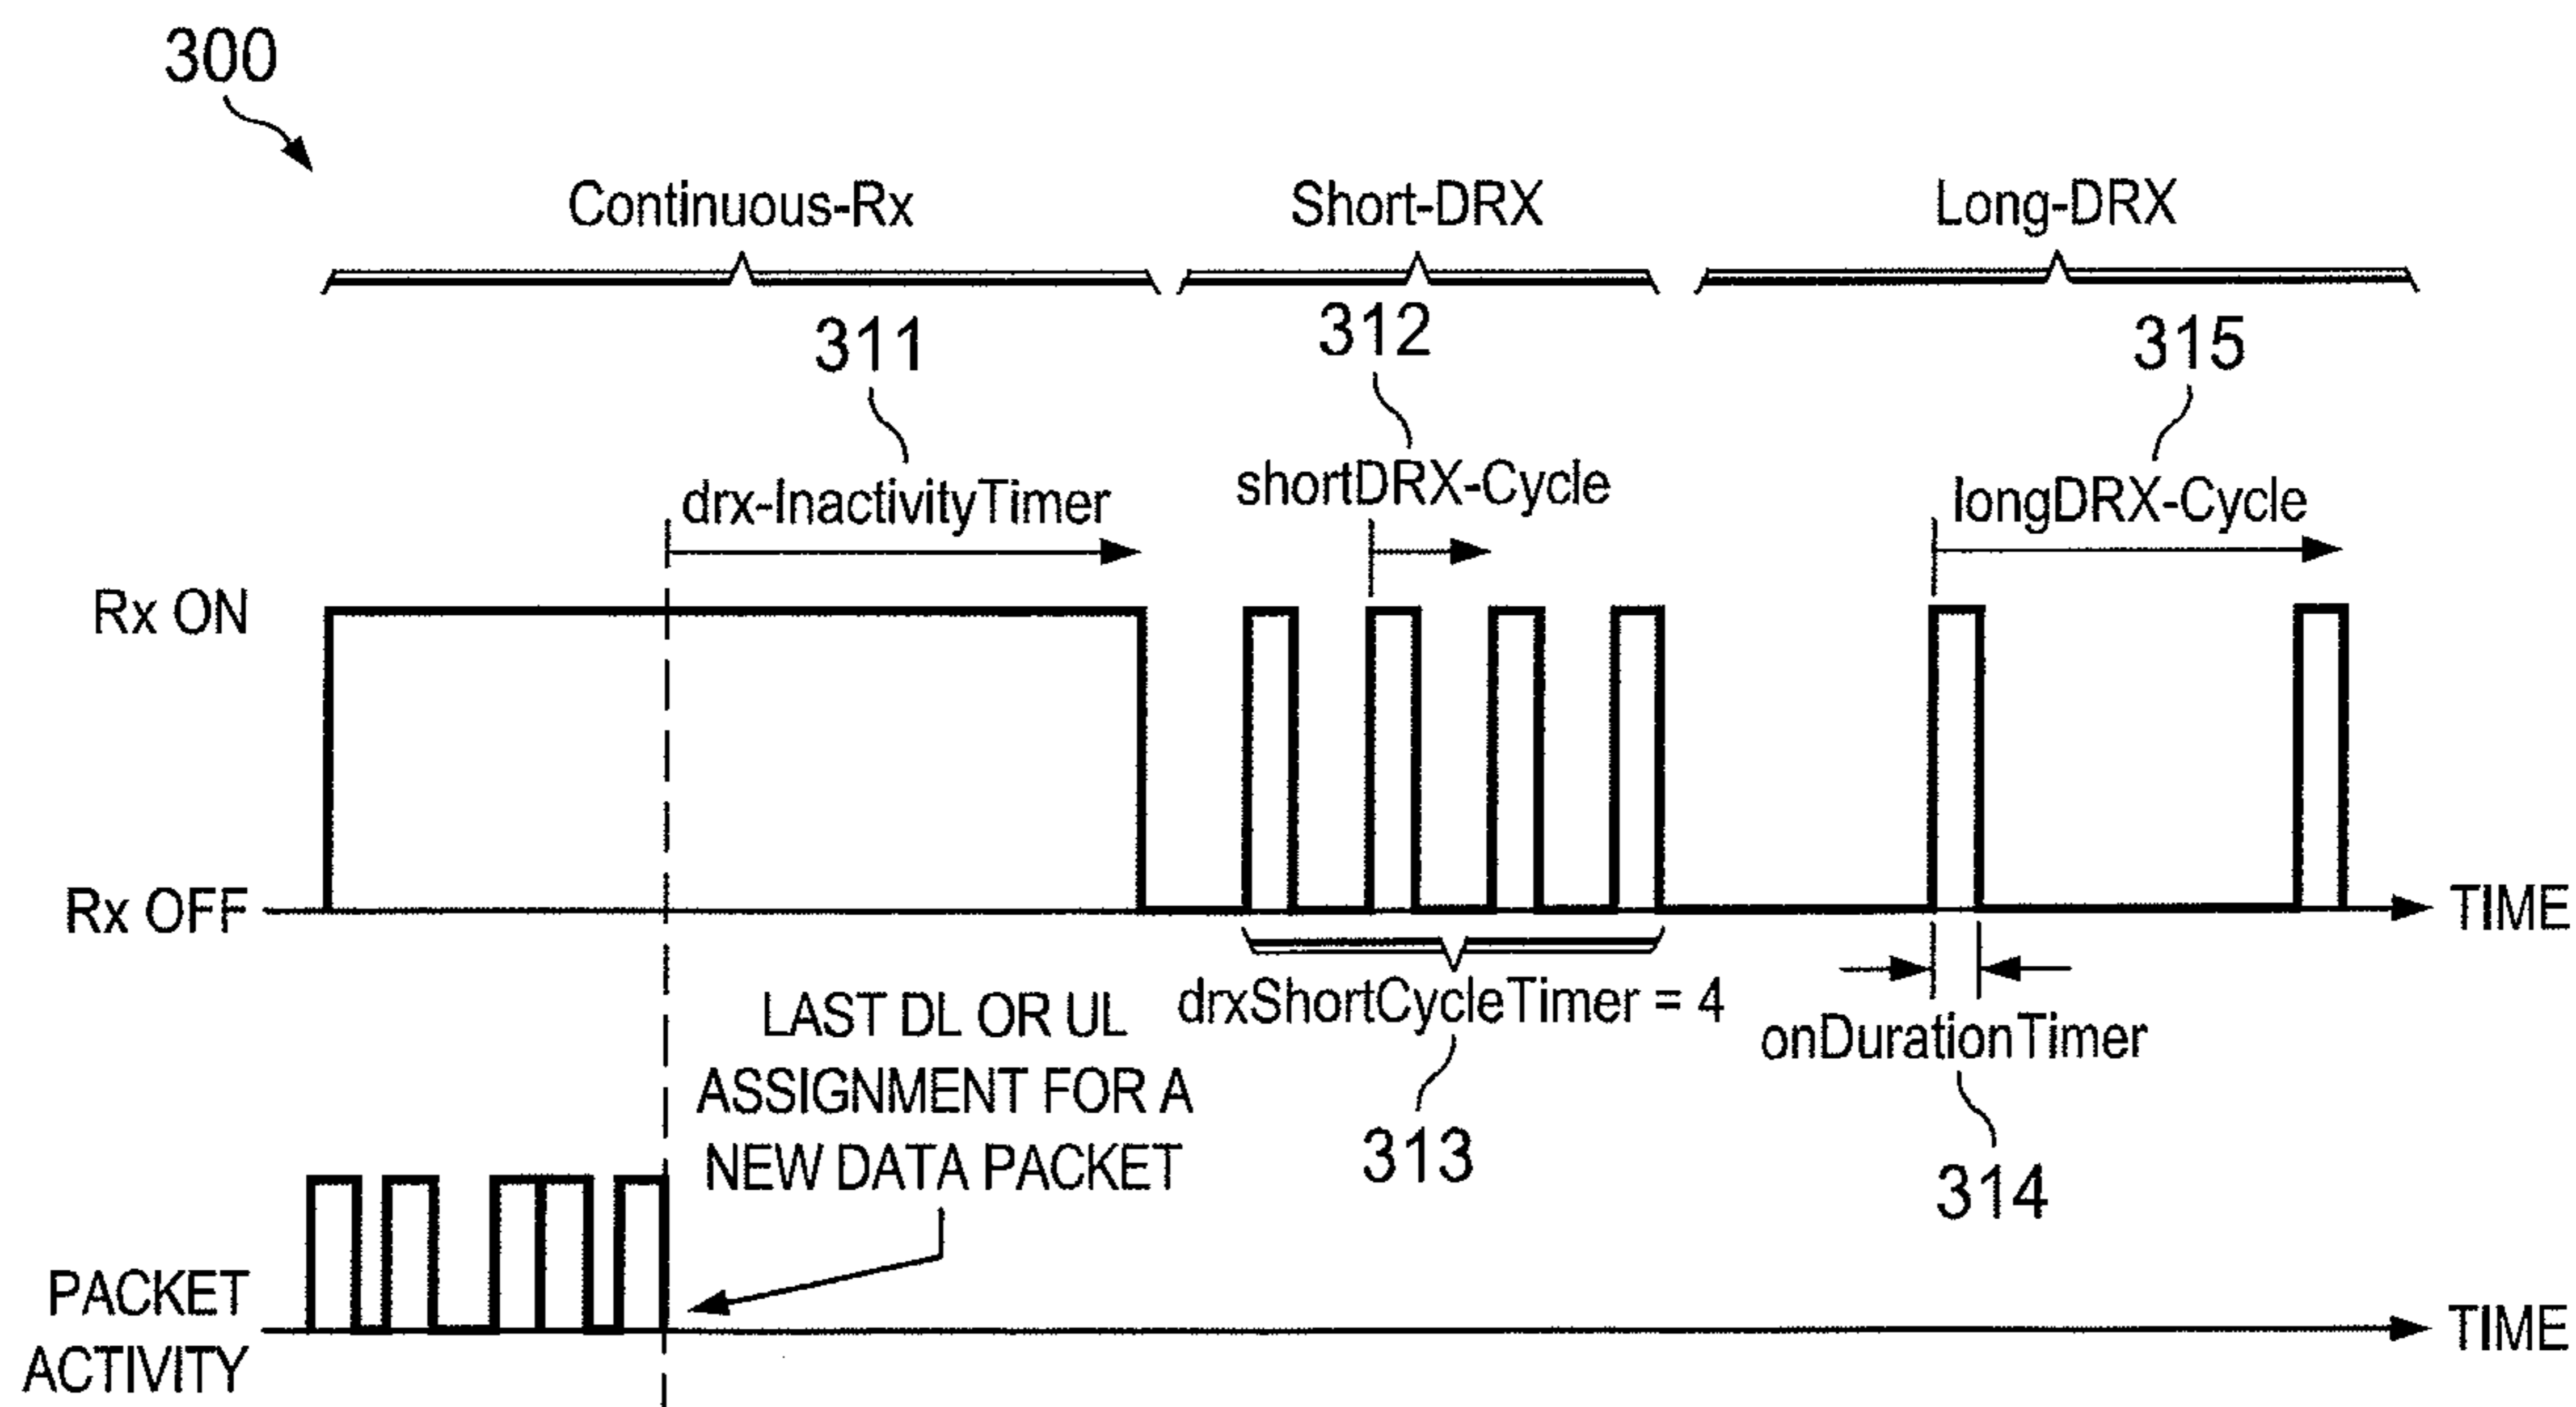 300
Continuous-Rx
Short-DRX
Long-DRX
311
312
315
drx-InactivityTimer
shortDRX-Cycle
longDRX-Cycle
Rx ON
Rx OFF
TIME
LAST DL OR UL
ASSIGNMENT FOR A
NEW DATA PACKET
drxShortCycleTimer = 4
313
onDurationTimer
314
PACKET
ACTIVITY
TIME